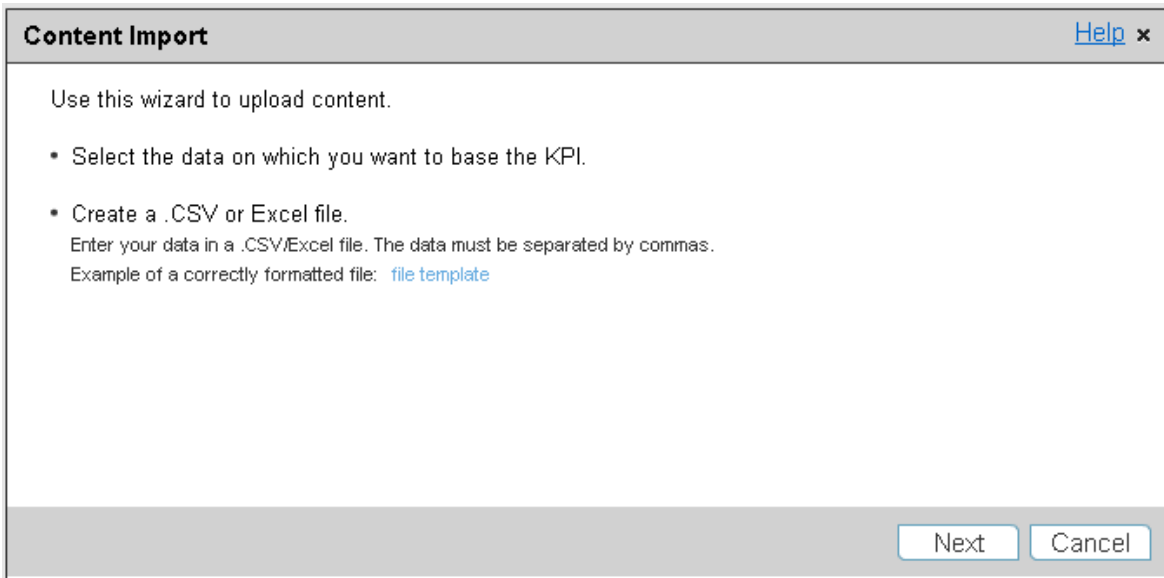 Content Import
Help ×
Use this wizard to upload content.
• Select the data on which you want to base the KPI.
• Create a .CSV or Excel file.
Enter your data in a .CSV/Excel file. The data must be separated by commas.
Example of a correctly formatted file: file template
Next Cancel